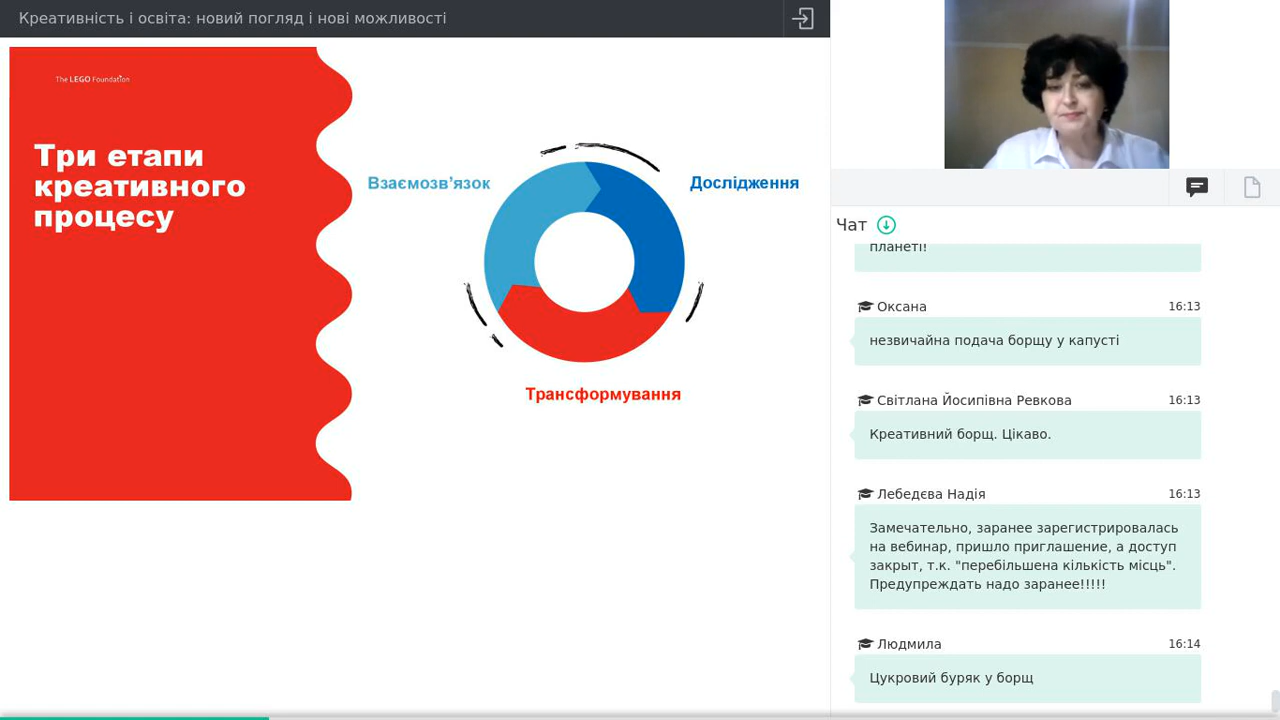 Креативність і освіта: новий погляд і нові можливості
The LEGO Foundation
Три етапи
креативного
процесу
Взаємозв’язок
Дослідження
Трансформування
Чат
планеті!
Оксана 16:13
незвичайна подача борщу у капусті
Світлана Йосипівна Ревкова 16:13
Креативний борщ. Цікаво.
Лебедєва Надія 16:13
Замечательно, заранее зарегистрировалась
на вебинар, пришло приглашение, а доступ
закрыт, т.к. "перебільшена кількість місць".
Предупреждать надо заранее!!!!!
Людмила 16:14
Цукровий буряк у борщ